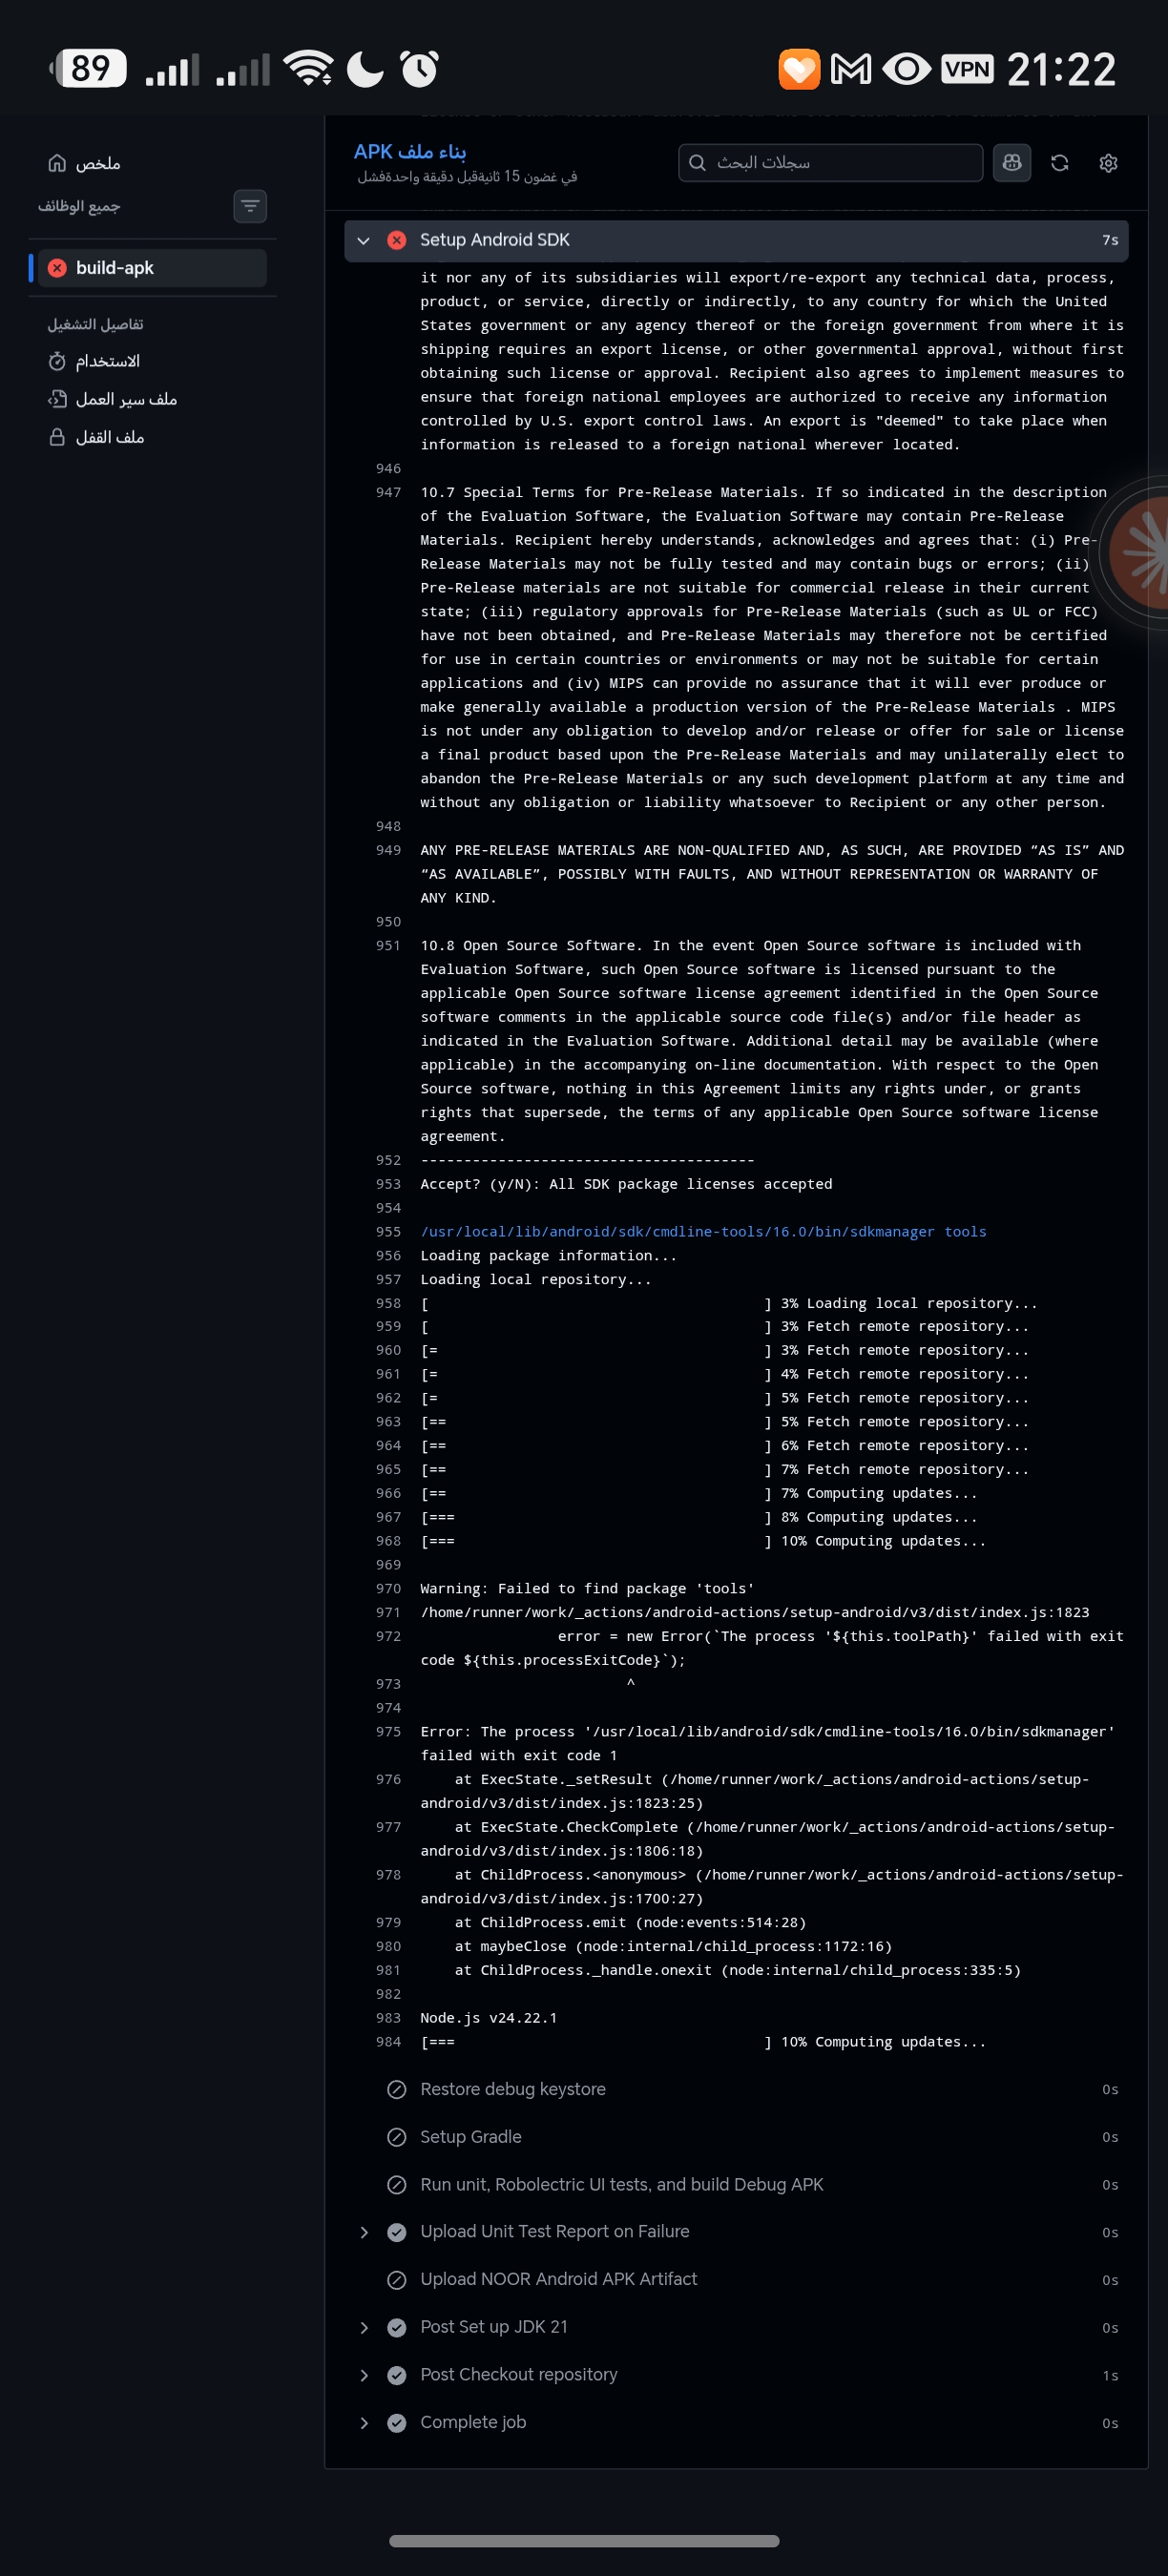 89
VPN 21:22
ملخص
جميع الوظائف
build-apk
تفاصيل التشغيل
الاستخدام
ملف سير العمل
ملف القفل
بناء ملف APK
فشل قبل دقيقة واحدة في غضون 15 ثانية
سجلات البحث
Setup Android SDK 7s
it nor any of its subsidiaries will export/re-export any technical data, process,
product, or service, directly or indirectly, to any country for which the United
States government or any agency thereof or the foreign government from where it is
shipping requires an export license, or other governmental approval, without first
obtaining such license or approval. Recipient also agrees to implement measures to
ensure that foreign national employees are authorized to receive any information
controlled by U.S. export control laws. An export is "deemed" to take place when
information is released to a foreign national wherever located.
946
947 10.7 Special Terms for Pre-Release Materials. If so indicated in the description
of the Evaluation Software, the Evaluation Software may contain Pre-Release
Materials. Recipient hereby understands, acknowledges and agrees that: (i) Pre-
Release Materials may not be fully tested and may contain bugs or errors; (ii)
Pre-Release materials are not suitable for commercial release in their current
state; (iii) regulatory approvals for Pre-Release Materials (such as UL or FCC)
have not been obtained, and Pre-Release Materials may therefore not be certified
for use in certain countries or environments or may not be suitable for certain
applications and (iv) MIPS can provide no assurance that it will ever produce or
make generally available a production version of the Pre-Release Materials . MIPS
is not under any obligation to develop and/or release or offer for sale or license
a final product based upon the Pre-Release Materials and may unilaterally elect to
abandon the Pre-Release Materials or any such development platform at any time and
without any obligation or liability whatsoever to Recipient or any other person.
948
949 ANY PRE-RELEASE MATERIALS ARE NON-QUALIFIED AND, AS SUCH, ARE PROVIDED “AS IS” AND
“AS AVAILABLE”, POSSIBLY WITH FAULTS, AND WITHOUT REPRESENTATION OR WARRANTY OF
ANY KIND.
950
951 10.8 Open Source Software. In the event Open Source software is included with
Evaluation Software, such Open Source software is licensed pursuant to the
applicable Open Source software license agreement identified in the Open Source
software comments in the applicable source code file(s) and/or file header as
indicated in the Evaluation Software. Additional detail may be available (where
applicable) in the accompanying on-line documentation. With respect to the Open
Source software, nothing in this Agreement limits any rights under, or grants
rights that supersede, the terms of any applicable Open Source software license
agreement.
952 ---------------------------------------
953 Accept? (y/N): All SDK package licenses accepted
954
955 /usr/local/lib/android/sdk/cmdline-tools/16.0/bin/sdkmanager tools
956 Loading package information...
957 Loading local repository...
958 [                                       ] 3% Loading local repository...
959 [                                       ] 3% Fetch remote repository...
960 [=                                      ] 3% Fetch remote repository...
961 [=                                      ] 4% Fetch remote repository...
962 [=                                      ] 5% Fetch remote repository...
963 [==                                     ] 5% Fetch remote repository...
964 [==                                     ] 6% Fetch remote repository...
965 [==                                     ] 7% Fetch remote repository...
966 [==                                     ] 7% Computing updates...
967 [===                                    ] 8% Computing updates...
968 [===                                    ] 10% Computing updates...
969
970 Warning: Failed to find package 'tools'
971 /home/runner/work/_actions/android-actions/setup-android/v3/dist/index.js:1823
972 error = new Error(`The process '${this.toolPath}' failed with exit
code ${this.processExitCode}`);
973 ^
974
975 Error: The process '/usr/local/lib/android/sdk/cmdline-tools/16.0/bin/sdkmanager'
failed with exit code 1
976 at ExecState._setResult (/home/runner/work/_actions/android-actions/setup-
android/v3/dist/index.js:1823:25)
977 at ExecState.CheckComplete (/home/runner/work/_actions/android-actions/setup-
android/v3/dist/index.js:1806:18)
978 at ChildProcess.<anonymous> (/home/runner/work/_actions/android-actions/setup-
android/v3/dist/index.js:1700:27)
979 at ChildProcess.emit (node:events:514:28)
980 at maybeClose (node:internal/child_process:1172:16)
981 at ChildProcess._handle.onexit (node:internal/child_process:335:5)
982
983 Node.js v24.22.1
984 [===                                    ] 10% Computing updates...
Restore debug keystore 0s
Setup Gradle 0s
Run unit, Robolectric UI tests, and build Debug APK 0s
Upload Unit Test Report on Failure 0s
Upload NOOR Android APK Artifact 0s
Post Set up JDK 21 0s
Post Checkout repository 1s
Complete job 0s